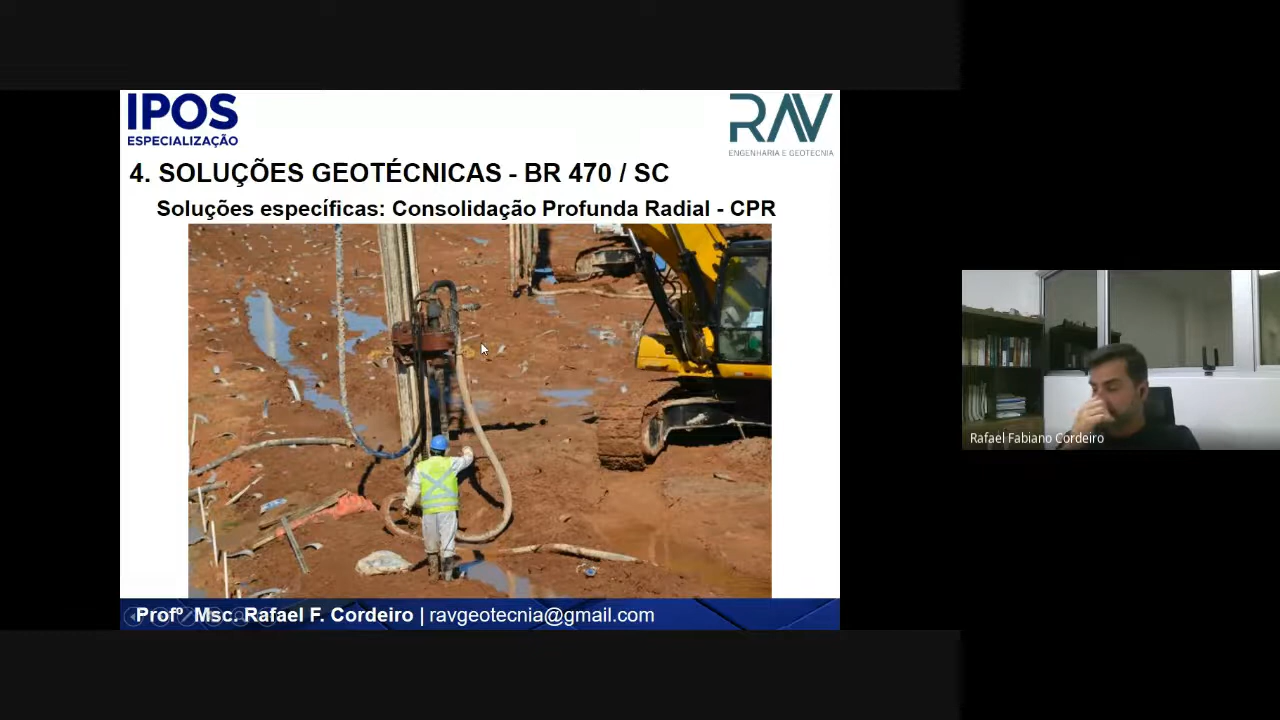 IPOS
ESPECIALIZAÇÃO
RAV
ENGENHARIA E GEOTECNIA
4. SOLUÇÕES GEOTÉCNICAS - BR 470 / SC
Soluções específicas: Consolidação Profunda Radial - CPR
Rafael Fabiano Cordeiro
Profº Msc. Rafael F. Cordeiro | ravgeotecnia@gmail.com